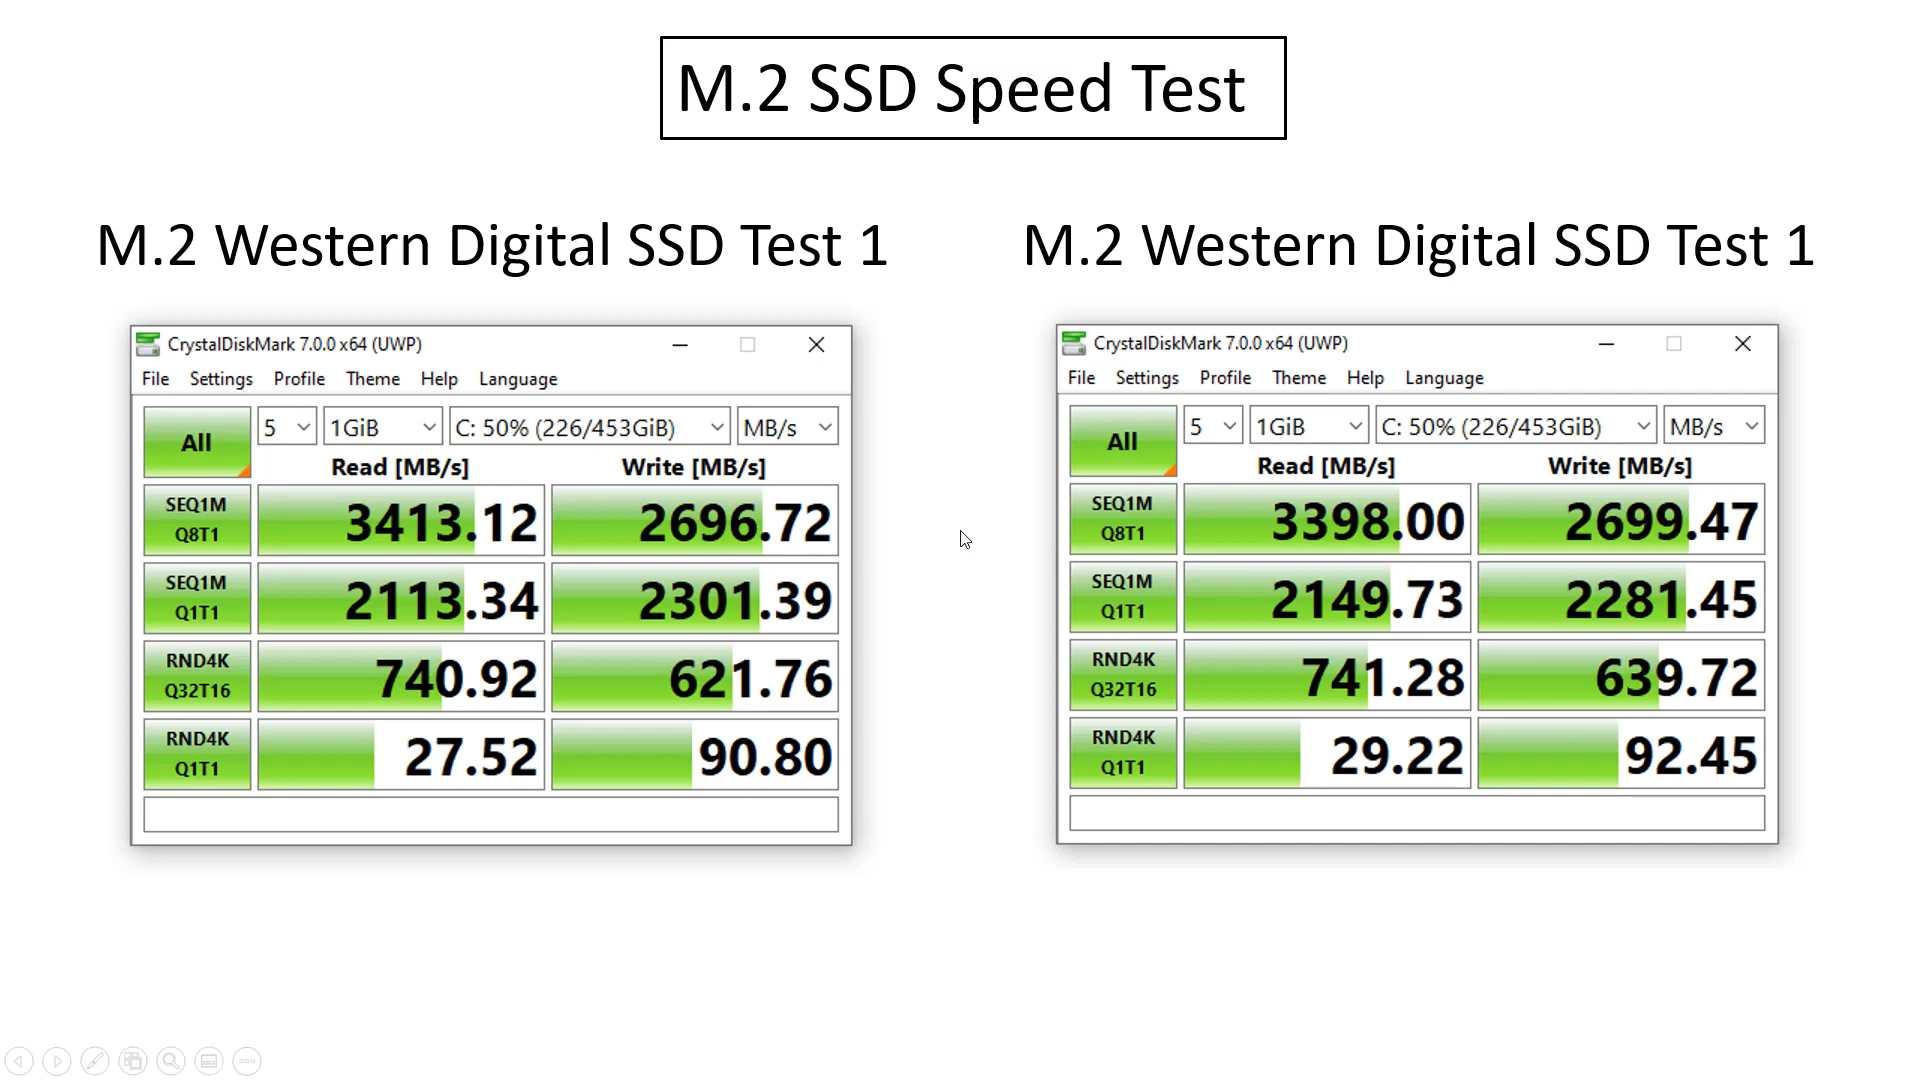 M.2 SSD Speed Test
M.2 Western Digital SSD Test 1
CrystalDiskMark 7.0.0 x64 (UWP)
File Settings Profile Theme Help Language
All 5 1GiB C: 50% (226/453GiB) MB/s
Read [MB/s] Write [MB/s]
SEQ1M
Q8T1
3413.12 2696.72
SEQ1M
Q1T1
2113.34 2301.39
RND4K
Q32T16
740.92 621.76
RND4K
Q1T1
27.52 90.80
M.2 Western Digital SSD Test 1
CrystalDiskMark 7.0.0 x64 (UWP)
File Settings Profile Theme Help Language
All 5 1GiB C: 50% (226/453GiB) MB/s
Read [MB/s] Write [MB/s]
SEQ1M
Q8T1
3398.00 2699.47
SEQ1M
Q1T1
2149.73 2281.45
RND4K
Q32T16
741.28 639.72
RND4K
Q1T1
29.22 92.45